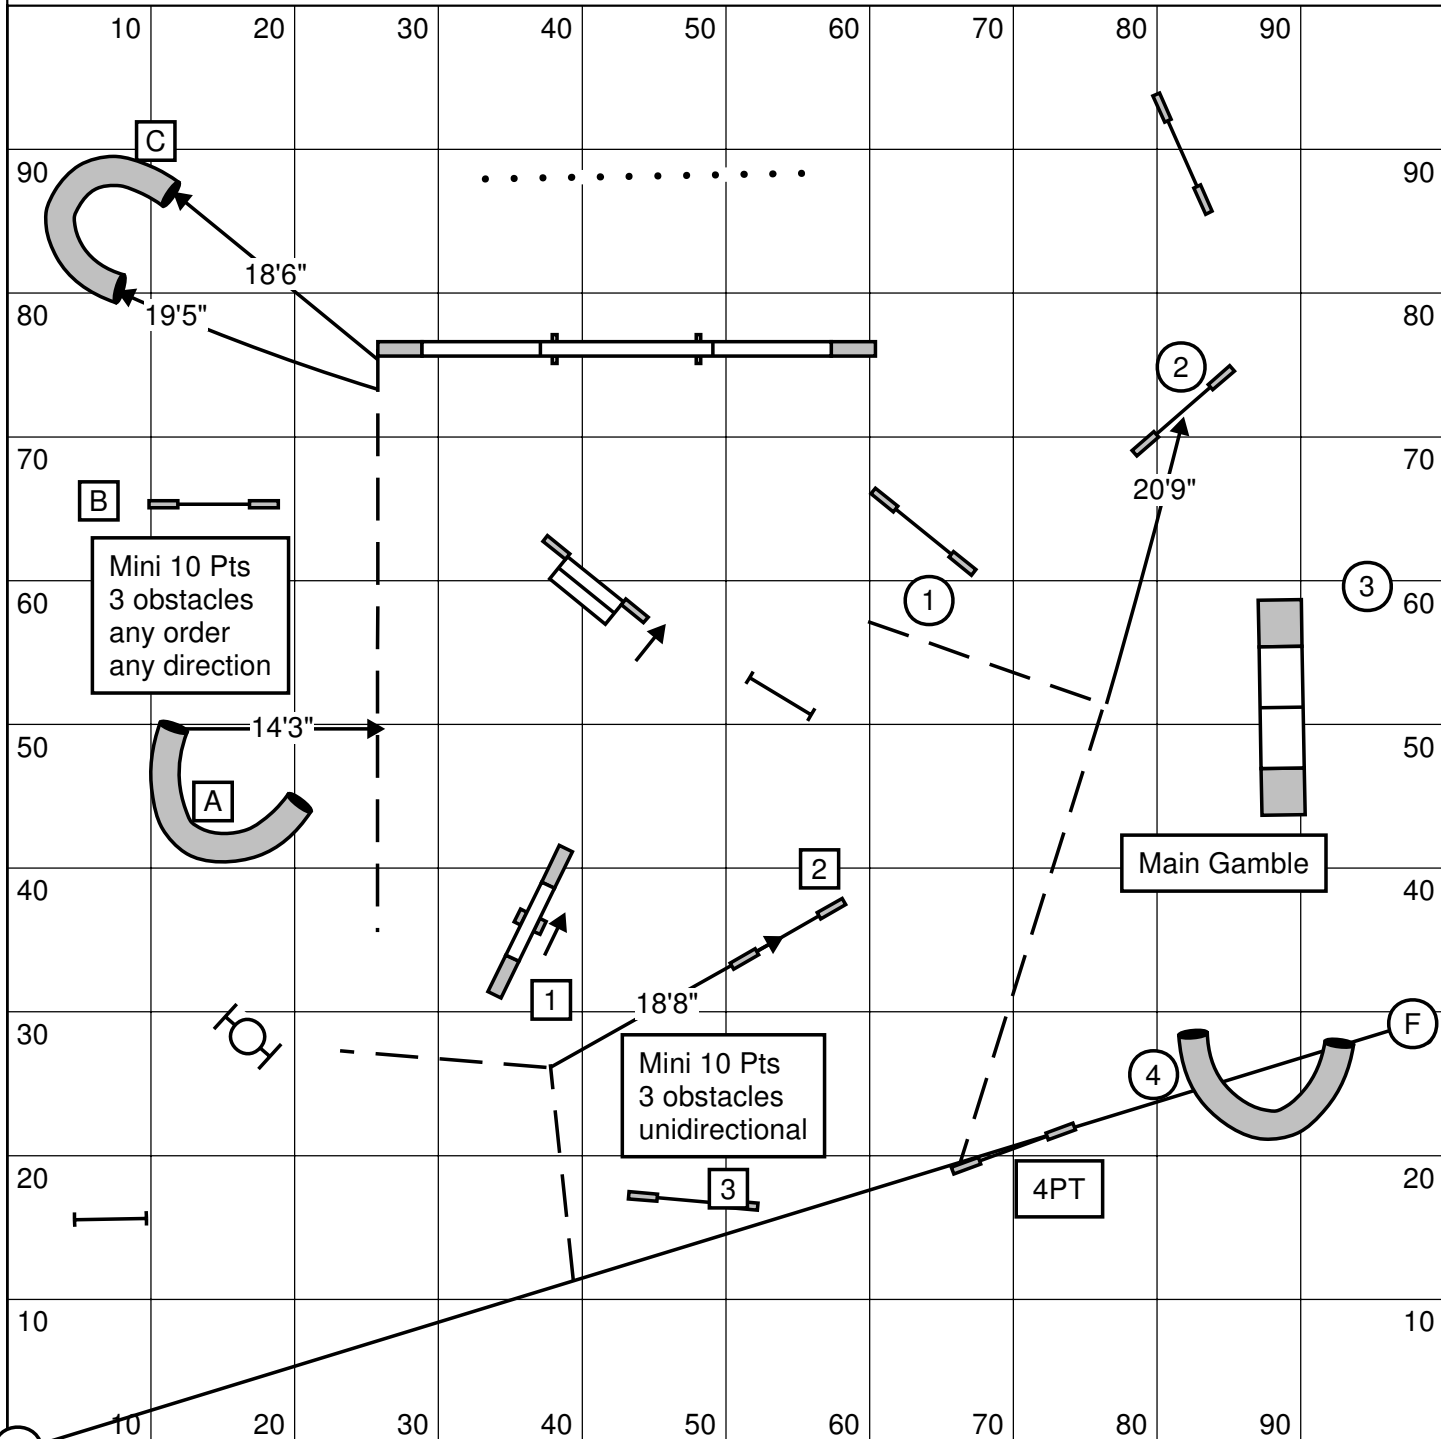 10 20 30 40 50 60 70 80 90
C
90 90
18'6"
80 19'5" 80
2
70 70
20'9"
B
Mini 10 Pts
3 obstacles
any order
any direction
1
3
60 60
14'3"
50 50
A
Main Gamble
2
40 40
1
18'8"
30 30
F
Mini 10 Pts
3 obstacles
unidirectional
4
20 20
3
4PT
10 10
10 20 30 40 50 60 70 80 90